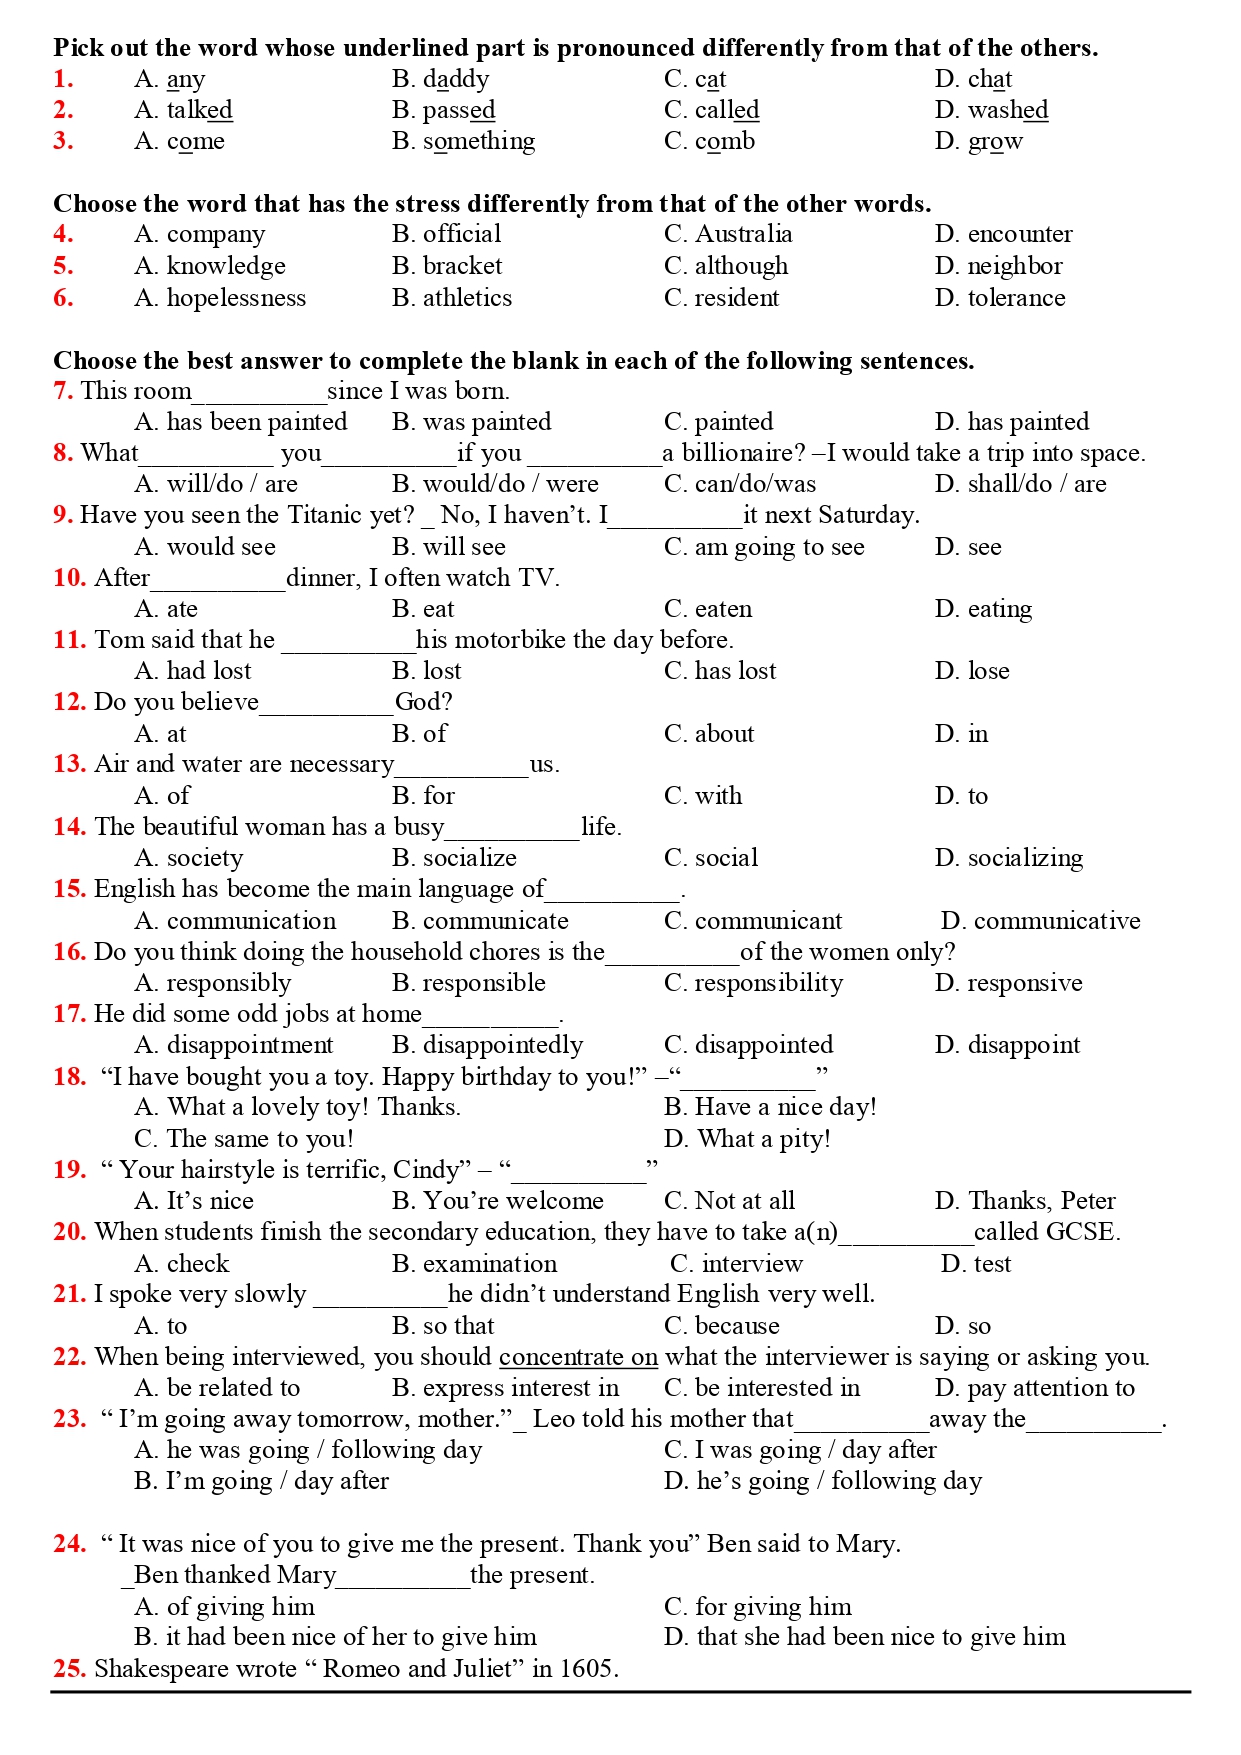 Pick out the word whose underlined part is pronounced differently from that of the others.
1. A. any B. daddy C. cat D. chat
2. A. talked B. passed C. called D. washed
3. A. come B. something C. comb D. grow
Choose the word that has the stress differently from that of the other words.
4. A. company B. official C. Australia D. encounter
5. A. knowledge B. bracket C. although D. neighbor
6. A. hopelessness B. athletics C. resident D. tolerance
Choose the best answer to complete the blank in each of the following sentences.
7. This room__________since I was born.
A. has been painted B. was painted C. painted D. has painted
8. What__________ you__________if you __________a billionaire? –I would take a trip into space.
A. will/do / are B. would/do / were C. can/do/was D. shall/do / are
9. Have you seen the Titanic yet? _ No, I haven’t. I__________it next Saturday.
A. would see B. will see C. am going to see D. see
10. After__________dinner, I often watch TV.
A. ate B. eat C. eaten D. eating
11. Tom said that he __________his motorbike the day before.
A. had lost B. lost C. has lost D. lose
12. Do you believe__________God?
A. at B. of C. about D. in
13. Air and water are necessary__________us.
A. of B. for C. with D. to
14. The beautiful woman has a busy__________life.
A. society B. socialize C. social D. socializing
15. English has become the main language of__________.
A. communication B. communicate C. communicant D. communicative
16. Do you think doing the household chores is the__________of the women only?
A. responsibly B. responsible C. responsibility D. responsive
17. He did some odd jobs at home__________.
A. disappointment B. disappointedly C. disappointed D. disappoint
18. “I have bought you a toy. Happy birthday to you!” –“__________”
A. What a lovely toy! Thanks. B. Have a nice day!
C. The same to you! D. What a pity!
19. “ Your hairstyle is terrific, Cindy” – “__________”
A. It’s nice B. You’re welcome C. Not at all D. Thanks, Peter
20. When students finish the secondary education, they have to take a(n)__________called GCSE.
A. check B. examination C. interview D. test
21. I spoke very slowly __________he didn’t understand English very well.
A. to B. so that C. because D. so
22. When being interviewed, you should concentrate on what the interviewer is saying or asking you.
A. be related to B. express interest in C. be interested in D. pay attention to
23. “ I’m going away tomorrow, mother.”_ Leo told his mother that__________away the__________.
A. he was going / following day C. I was going / day after
B. I’m going / day after D. he’s going / following day
24. “ It was nice of you to give me the present. Thank you” Ben said to Mary.
_Ben thanked Mary__________the present.
A. of giving him C. for giving him
B. it had been nice of her to give him D. that she had been nice to give him
25. Shakespeare wrote “ Romeo and Juliet” in 1605.